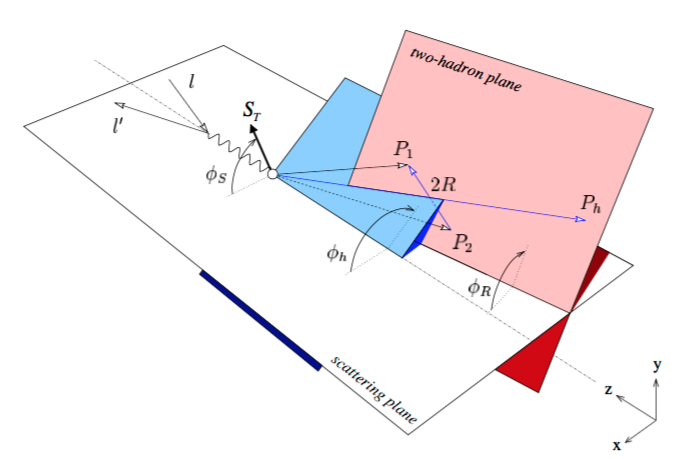 two-hadron plane
l
l'
S_T
P_1
ϕ_S
2R
P_h
P_2
ϕ_h
ϕ_R
scattering plane
y
z
x